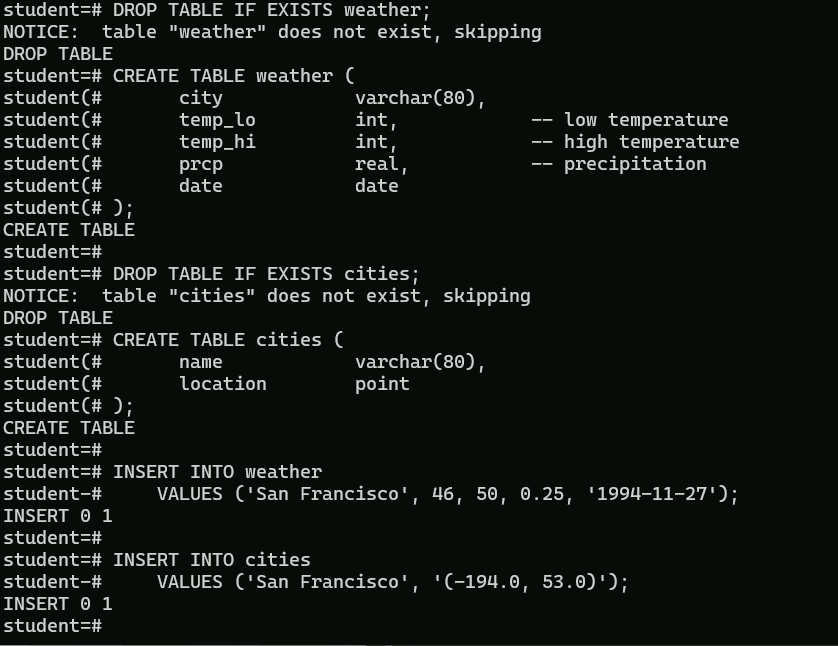 student=# DROP TABLE IF EXISTS weather;
NOTICE:  table "weather" does not exist, skipping
DROP TABLE
student=# CREATE TABLE weather (
student(#       city            varchar(80),
student(#       temp_lo         int,            -- low temperature
student(#       temp_hi         int,            -- high temperature
student(#       prcp            real,           -- precipitation
student(#       date            date
student(# );
CREATE TABLE
student=#
student=# DROP TABLE IF EXISTS cities;
NOTICE:  table "cities" does not exist, skipping
DROP TABLE
student=# CREATE TABLE cities (
student(#       name            varchar(80),
student(#       location        point
student(# );
CREATE TABLE
student=#
student=# INSERT INTO weather
student-#     VALUES ('San Francisco', 46, 50, 0.25, '1994-11-27');
INSERT 0 1
student=#
student=# INSERT INTO cities
student-#     VALUES ('San Francisco', '(-194.0, 53.0)');
INSERT 0 1
student=#